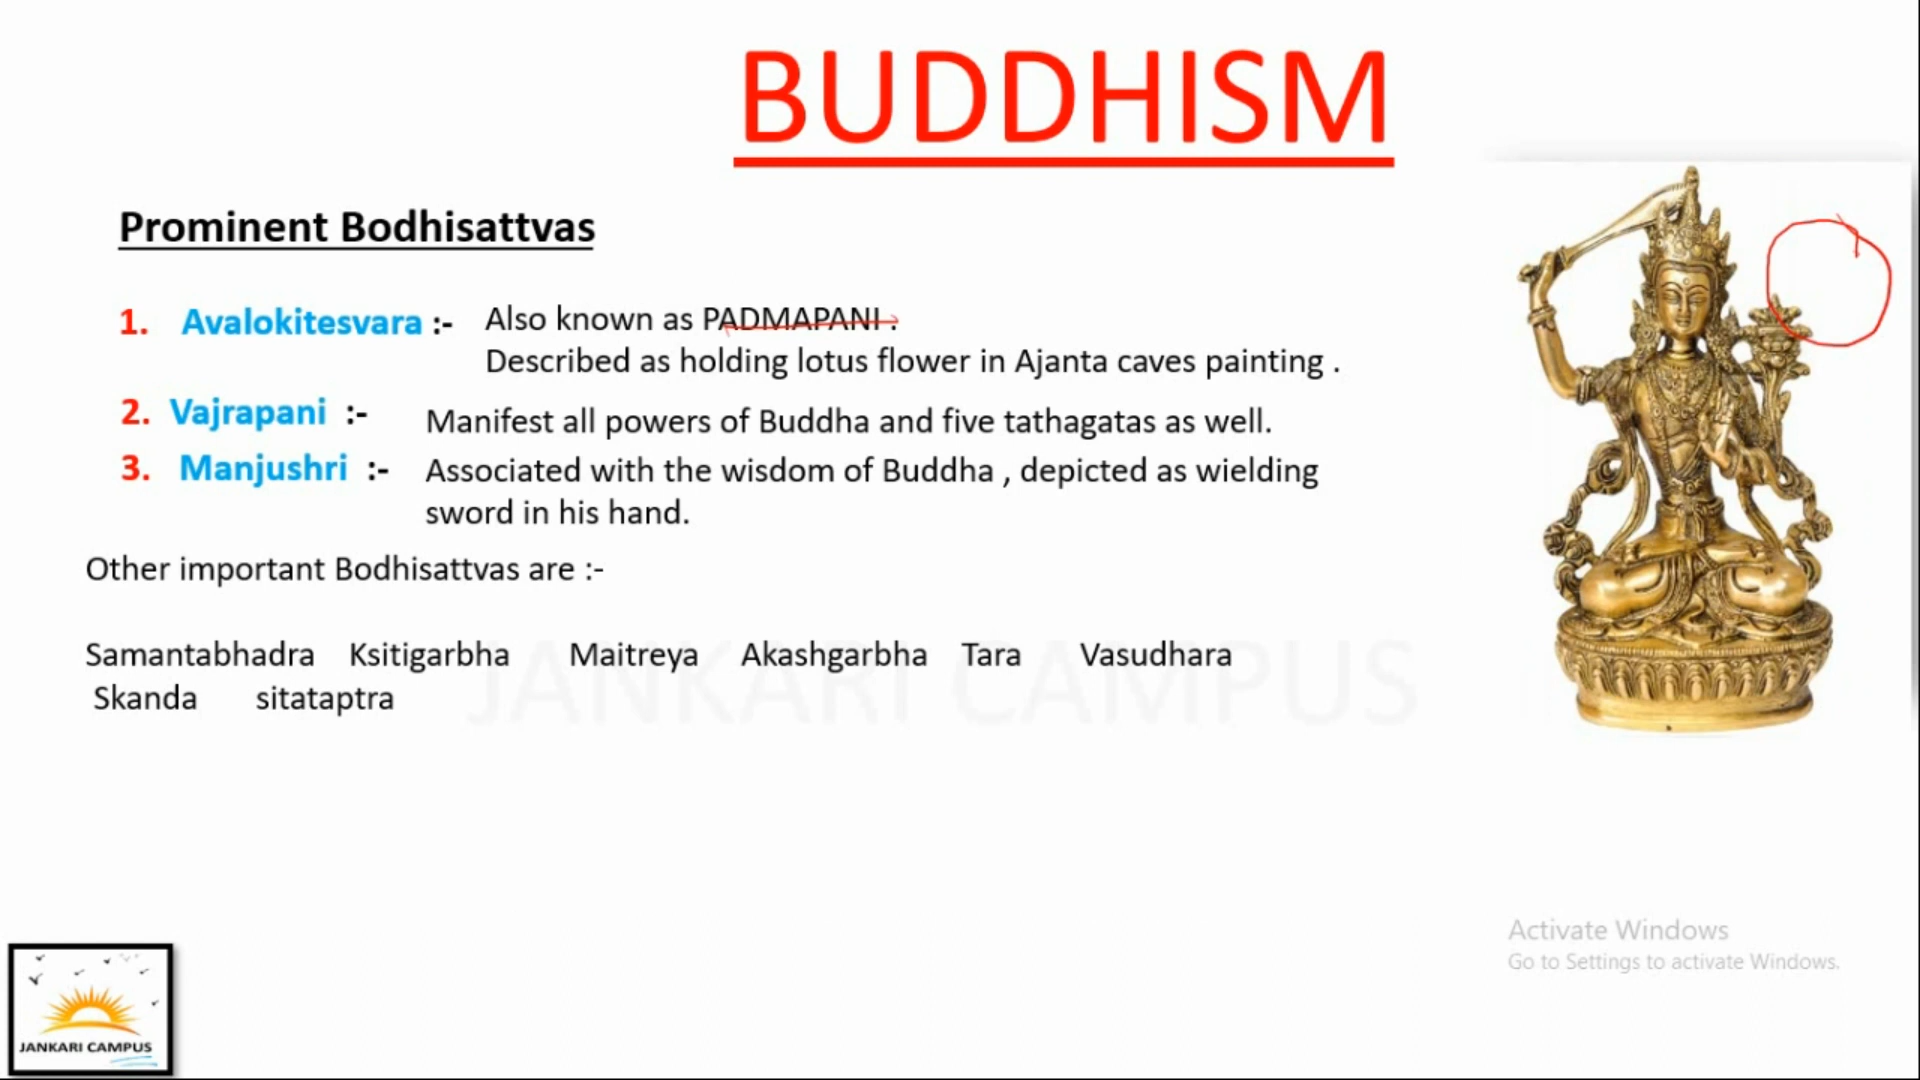 BUDDHISM
Prominent Bodhisattvas
1. Avalokitesvara :- Also known as PADMAPANI .
Described as holding lotus flower in Ajanta caves painting .
2. Vajrapani :- Manifest all powers of Buddha and five tathagatas as well.
3. Manjushri :- Associated with the wisdom of Buddha , depicted as wielding
sword in his hand.
Other important Bodhisattvas are :-
Samantabhadra Ksitigarbha Maitreya Akashgarbha Tara Vasudhara
Skanda sitataptra
JANKARI CAMPUS
Activate Windows
Go to Settings to activate Windows.
JANKARI CAMPUS